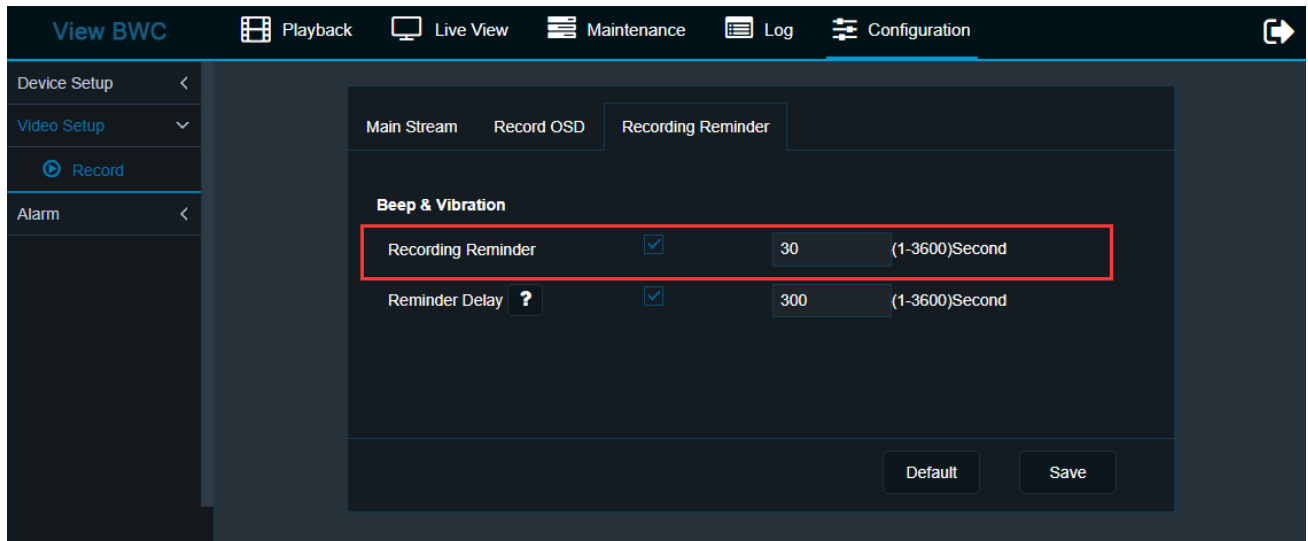 View BWC
Playback Live View Maintenance Log Configuration
Device Setup
Video Setup
Record
Alarm
Main Stream Record OSD Recording Reminder
Beep & Vibration
Recording Reminder 30 (1-3600)Second
Reminder Delay ? 300 (1-3600)Second
Default Save